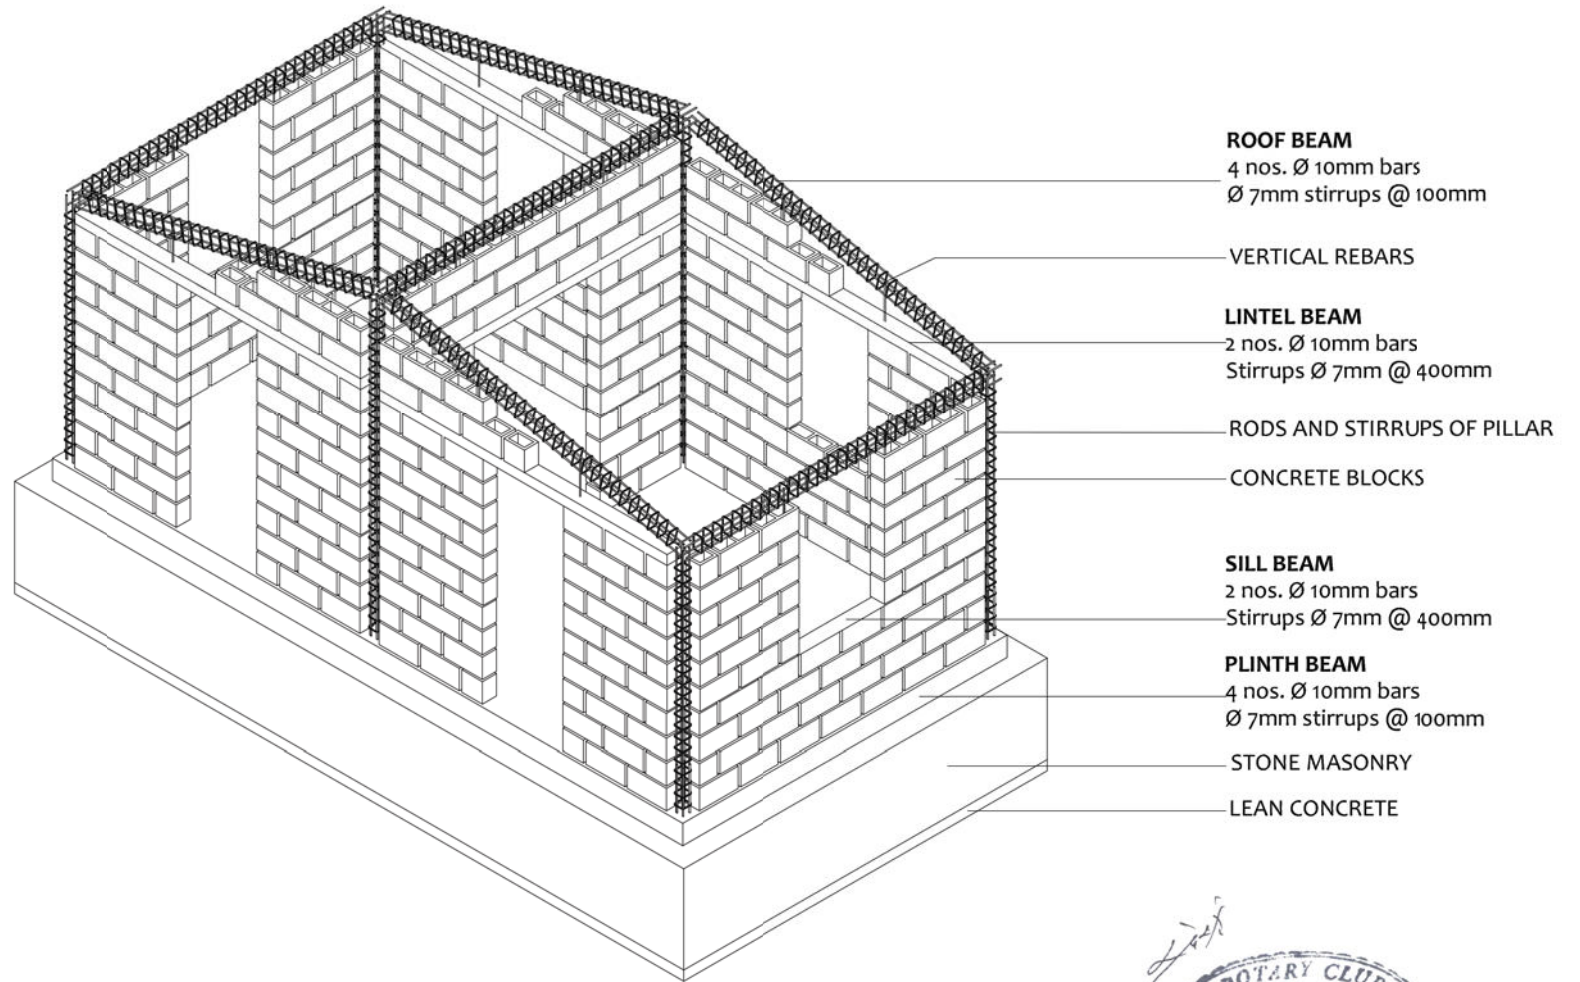 ROOF BEAM
4 nos. Ø 10mm bars
Ø 7mm stirrups @ 100mm
VERTICAL REBARS
LINTEL BEAM
2 nos. Ø 10mm bars
Stirrups Ø 7mm @ 400mm
RODS AND STIRRUPS OF PILLAR
CONCRETE BLOCKS
SILL BEAM
2 nos. Ø 10mm bars
Stirrups Ø 7mm @ 400mm
PLINTH BEAM
4 nos. Ø 10mm bars
Ø 7mm stirrups @ 100mm
STONE MASONRY
LEAN CONCRETE
ROTARY CLUB